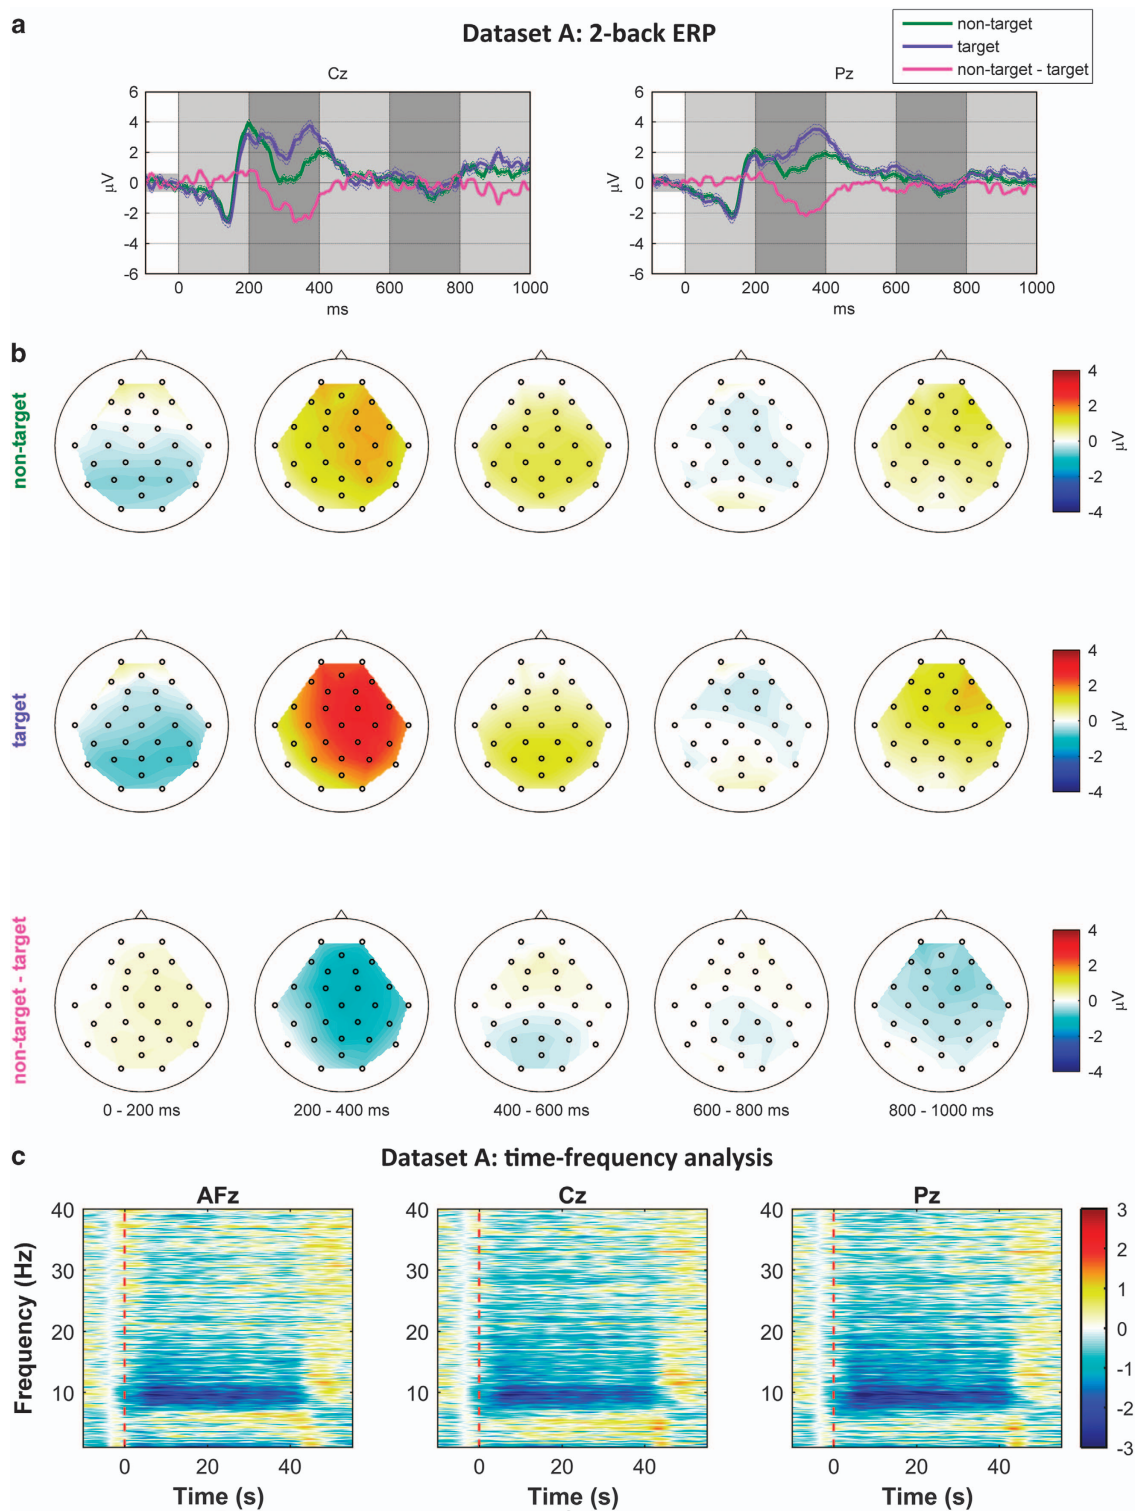 a
Dataset A: 2-back ERP
non-target
target
non-target - target
Cz
Pz
6
4
2
0
-2
-4
-6
μV
0 200 400 600 800 1000
ms
6
4
2
0
-2
-4
-6
μV
0 200 400 600 800 1000
ms
b
non-target
4
2
0
-2
-4
μV
target
4
2
0
-2
-4
μV
non-target - target
4
2
0
-2
-4
μV
0 - 200 ms 200 - 400 ms 400 - 600 ms 600 - 800 ms 800 - 1000 ms
c
Dataset A: time-frequency analysis
AFz
Cz
Pz
Frequency (Hz)
40
30
20
10
0 20 40
Time (s)
40
30
20
10
0 20 40
Time (s)
40
30
20
10
0 20 40
Time (s)
3
2
1
0
-1
-2
-3